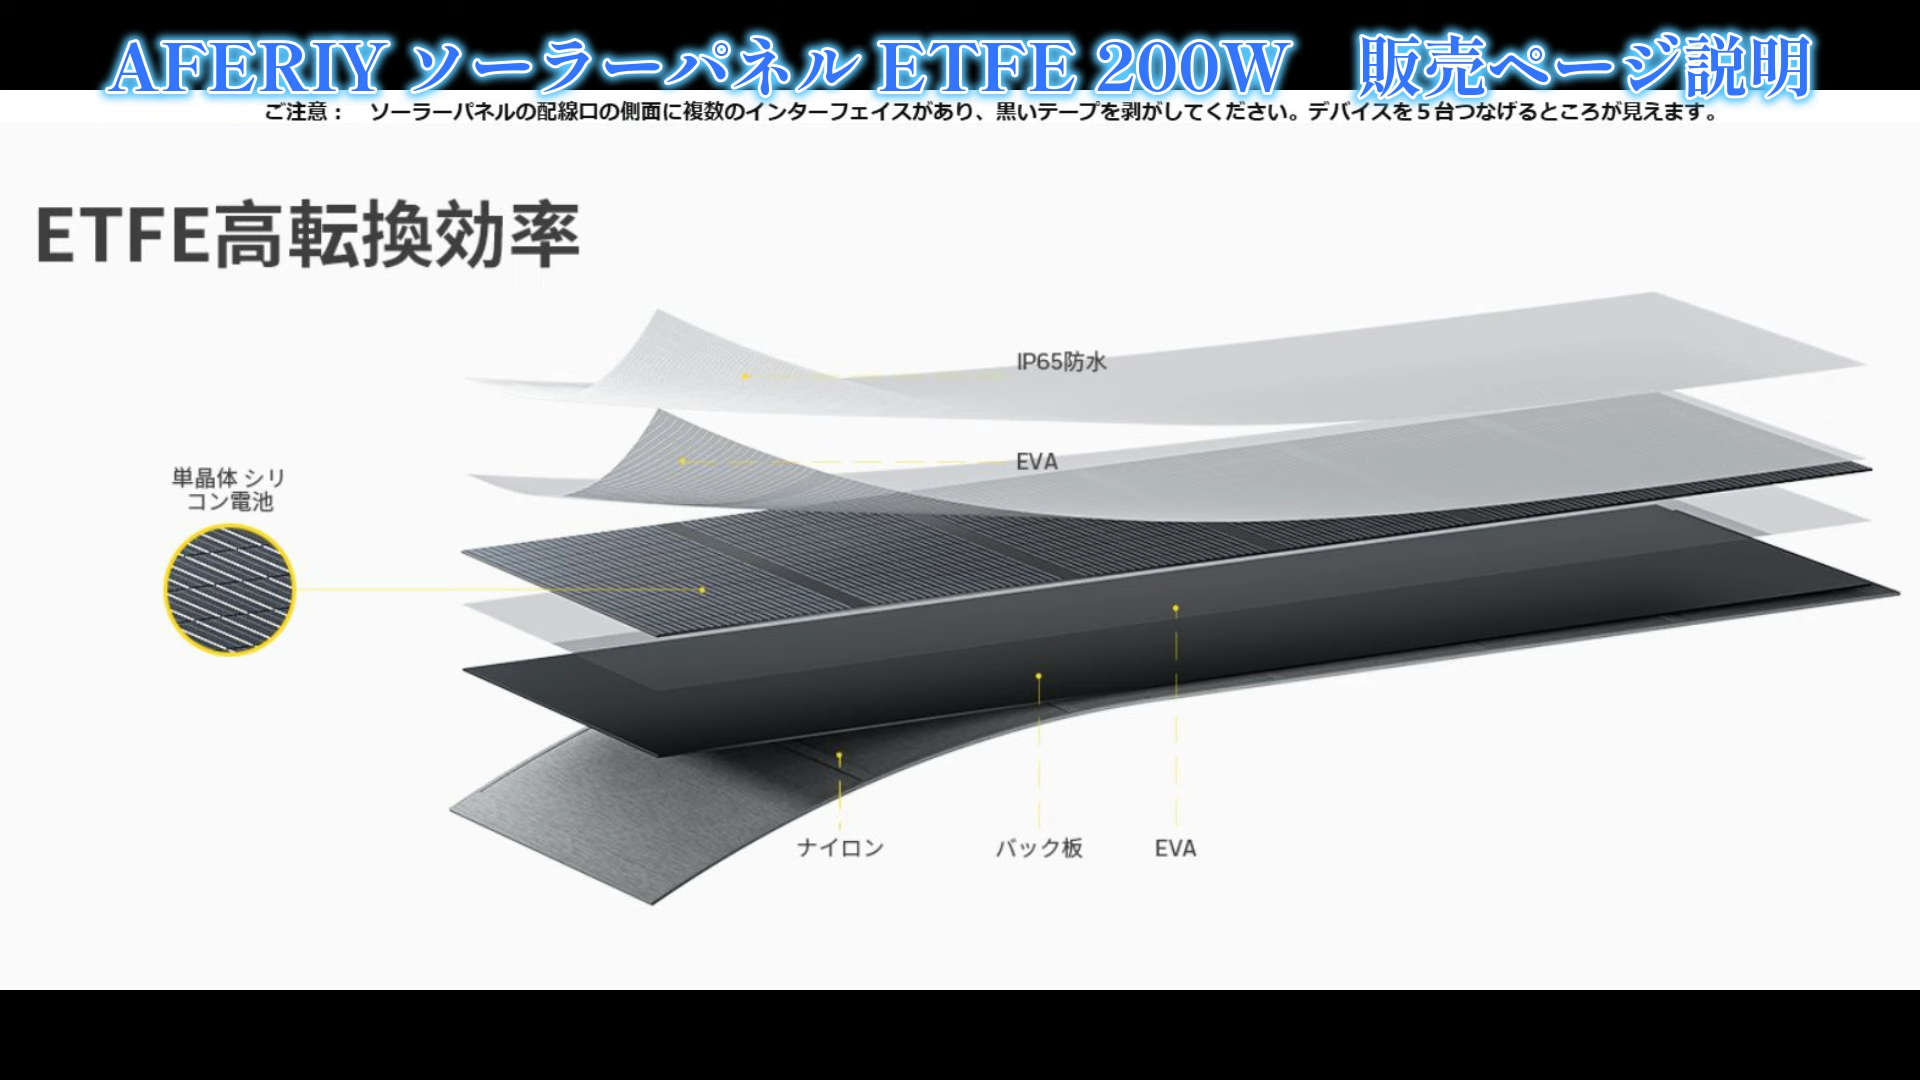 AFERIY ソーラーパネル ETFE 200W　販売ページ説明
ご注意：　ソーラーパネルの配線口の側面に複数のインターフェイスがあり、黒いテープを剥がしてください。デバイスを５台つなげるところが見えます。
ETFE高転換効率
IP65防水
EVA
単晶体 シリ
コン電池
ナイロン
バック板
EVA